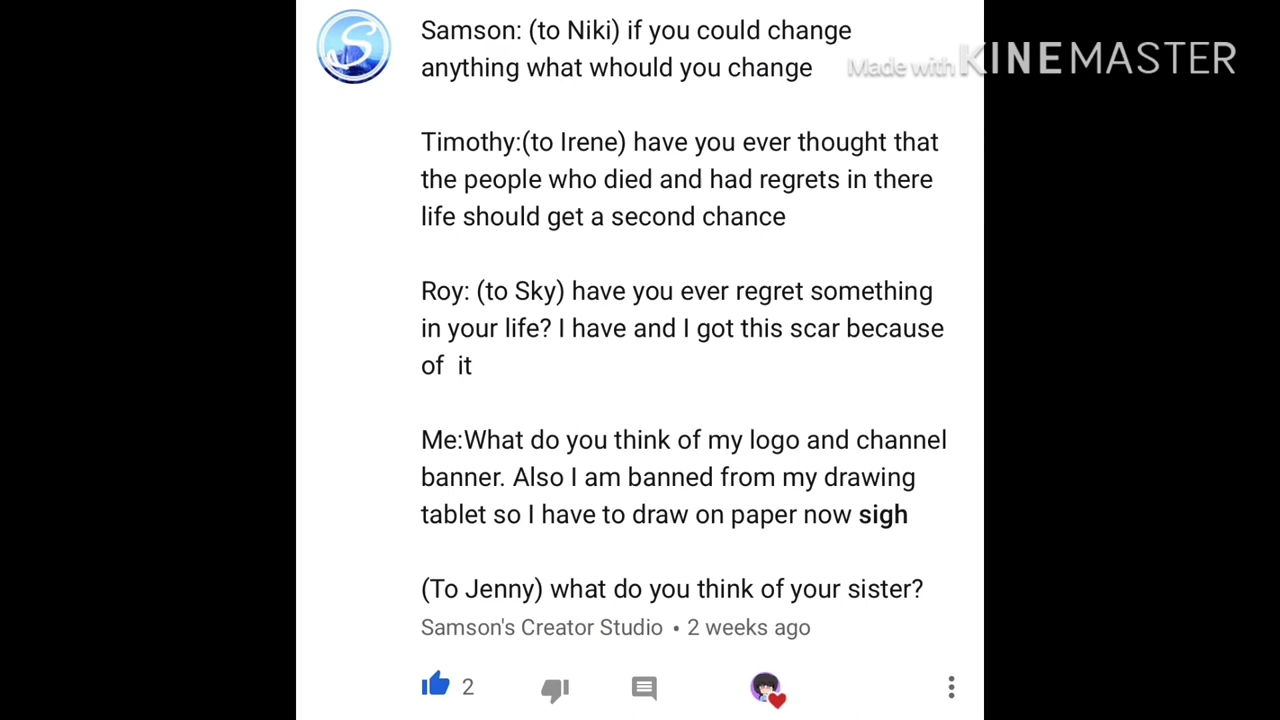 Samson: (to Niki) if you could change
anything what whould you change
Made with KINEMASTER
Timothy:(to Irene) have you ever thought that
the people who died and had regrets in there
life should get a second chance
Roy: (to Sky) have you ever regret something
in your life? I have and I got this scar because
of  it
Me:What do you think of my logo and channel
banner. Also I am banned from my drawing
tablet so I have to draw on paper now sigh
(To Jenny) what do you think of your sister?
Samson's Creator Studio • 2 weeks ago
2